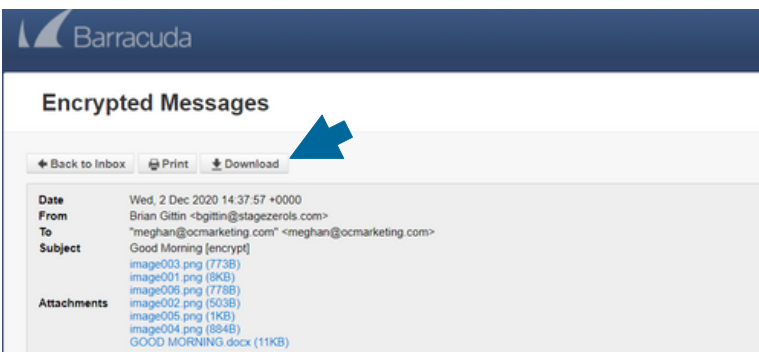 Barracuda
Encrypted Messages
Back to Inbox Print Download
Date Wed, 2 Dec 2020 14:37:57 +0000
From Brian Gittin <bgittin@stagezerols.com>
To "meghan@ocmarketing.com" <meghan@ocmarketing.com>
Subject Good Morning [encrypt]
image003.png (773B)
image001.png (8KB)
image006.png (778B)
Attachments image002.png (503B)
image005.png (1KB)
image004.png (884B)
GOOD MORNING.docx (11KB)